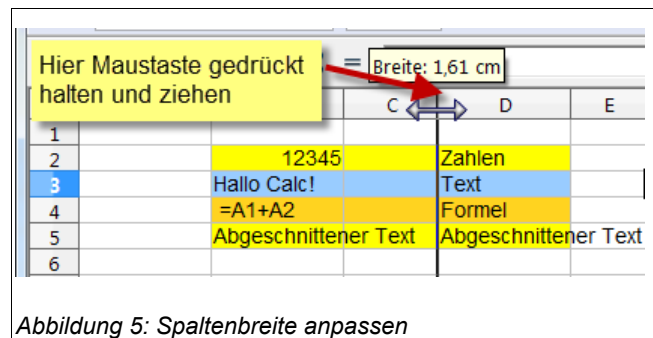 Hier Maustaste gedrückt
halten und ziehen
= Breite: 1,61 cm
C D E
1
2 12345 Zahlen
3 Hallo Calc! Text
4 =A1+A2 Formel
5 Abgeschnittener Text Abgeschnittener Text
6
Abbildung 5: Spaltenbreite anpassen